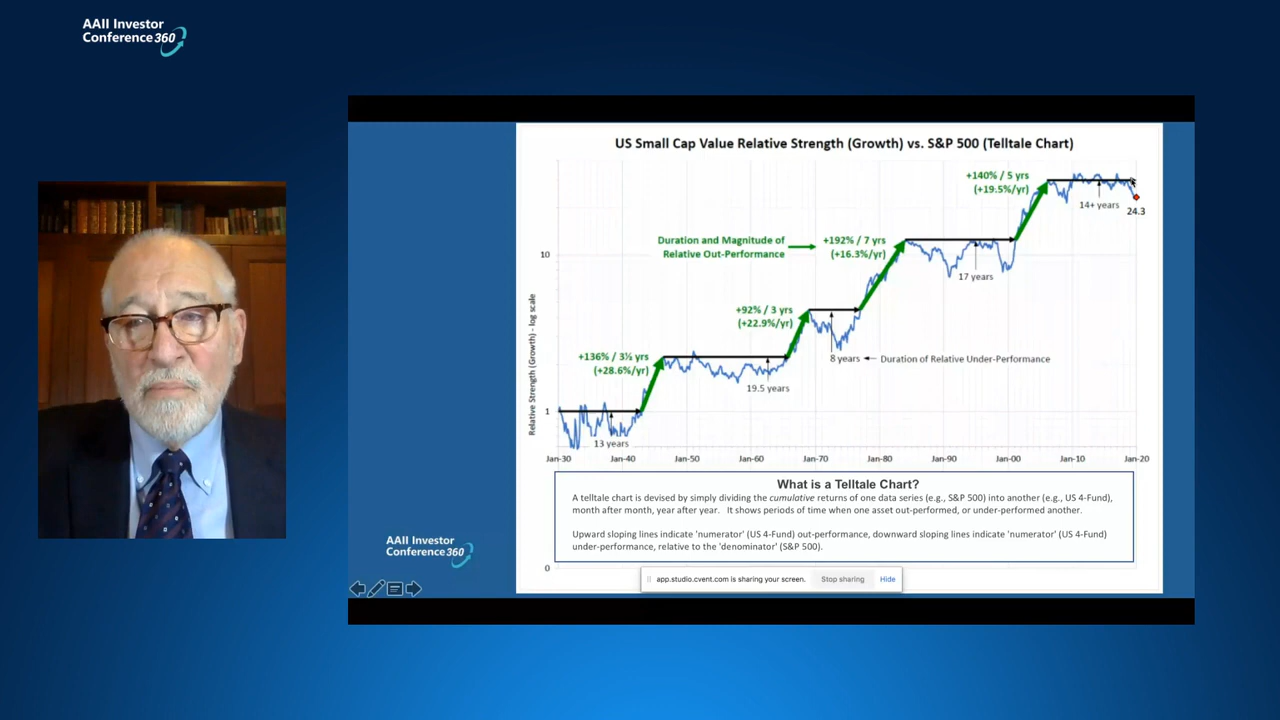 AAII Investor
Conference 360
US Small Cap Value Relative Strength (Growth) vs. S&P 500 (Telltale Chart)
+140% / 5 yrs
(+19.5%/yr)
14+ years
24.3
Duration and Magnitude of
Relative Out-Performance
+192% / 7 yrs
(+16.3%/yr)
10
17 years
+92% / 3 yrs
(+22.9%/yr)
8 years
Duration of Relative Under-Performance
+136% / 3½ yrs
(+28.6%/yr)
19.5 years
Relative Strength (Growth) - log scale
1
13 years
Jan-30 Jan-40 Jan-50 Jan-60 Jan-70 Jan-80 Jan-90 Jan-00 Jan-10 Jan-20
What is a Telltale Chart?
A telltale chart is devised by simply dividing the cumulative returns of one data series (e.g., S&P 500) into another (e.g., US 4-Fund),
month after month, year after year. It shows periods of time when one asset out-performed, or under-performed another.
Upward sloping lines indicate 'numerator' (US 4-Fund) out-performance, downward sloping lines indicate 'numerator' (US 4-Fund)
under-performance, relative to the 'denominator' (S&P 500).
0
AAII Investor
Conference 360
app.studio.cvent.com is sharing your screen. Stop sharing Hide